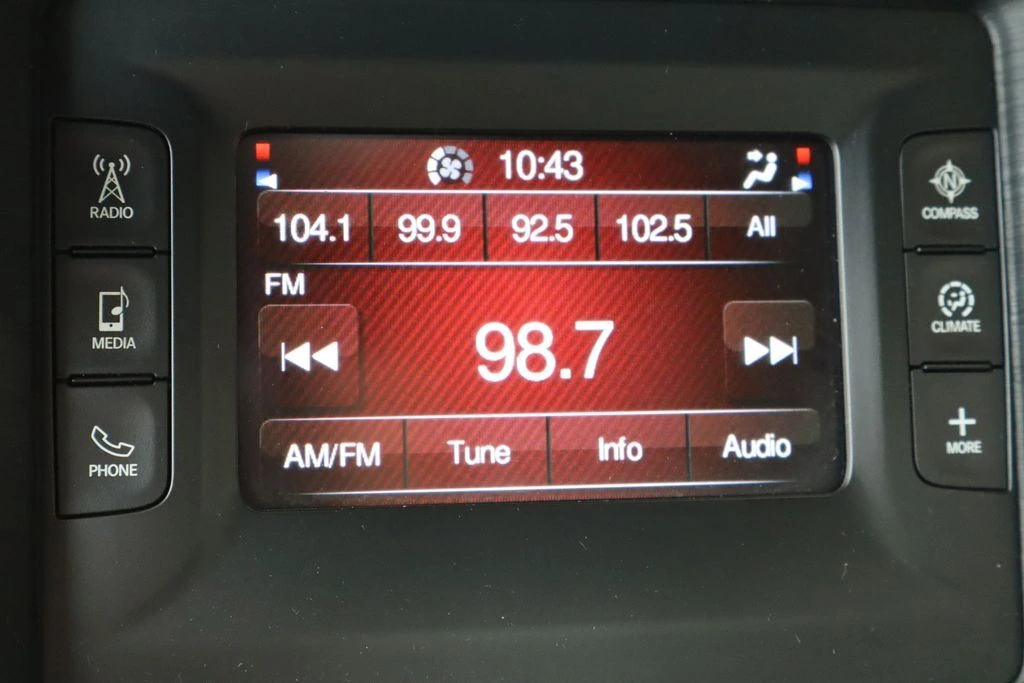 10:43
104.1 99.9 92.5 102.5 All
FM
98.7
AM/FM Tune Info Audio
RADIO
MEDIA
PHONE
N
COMPASS
CLIMATE
MORE